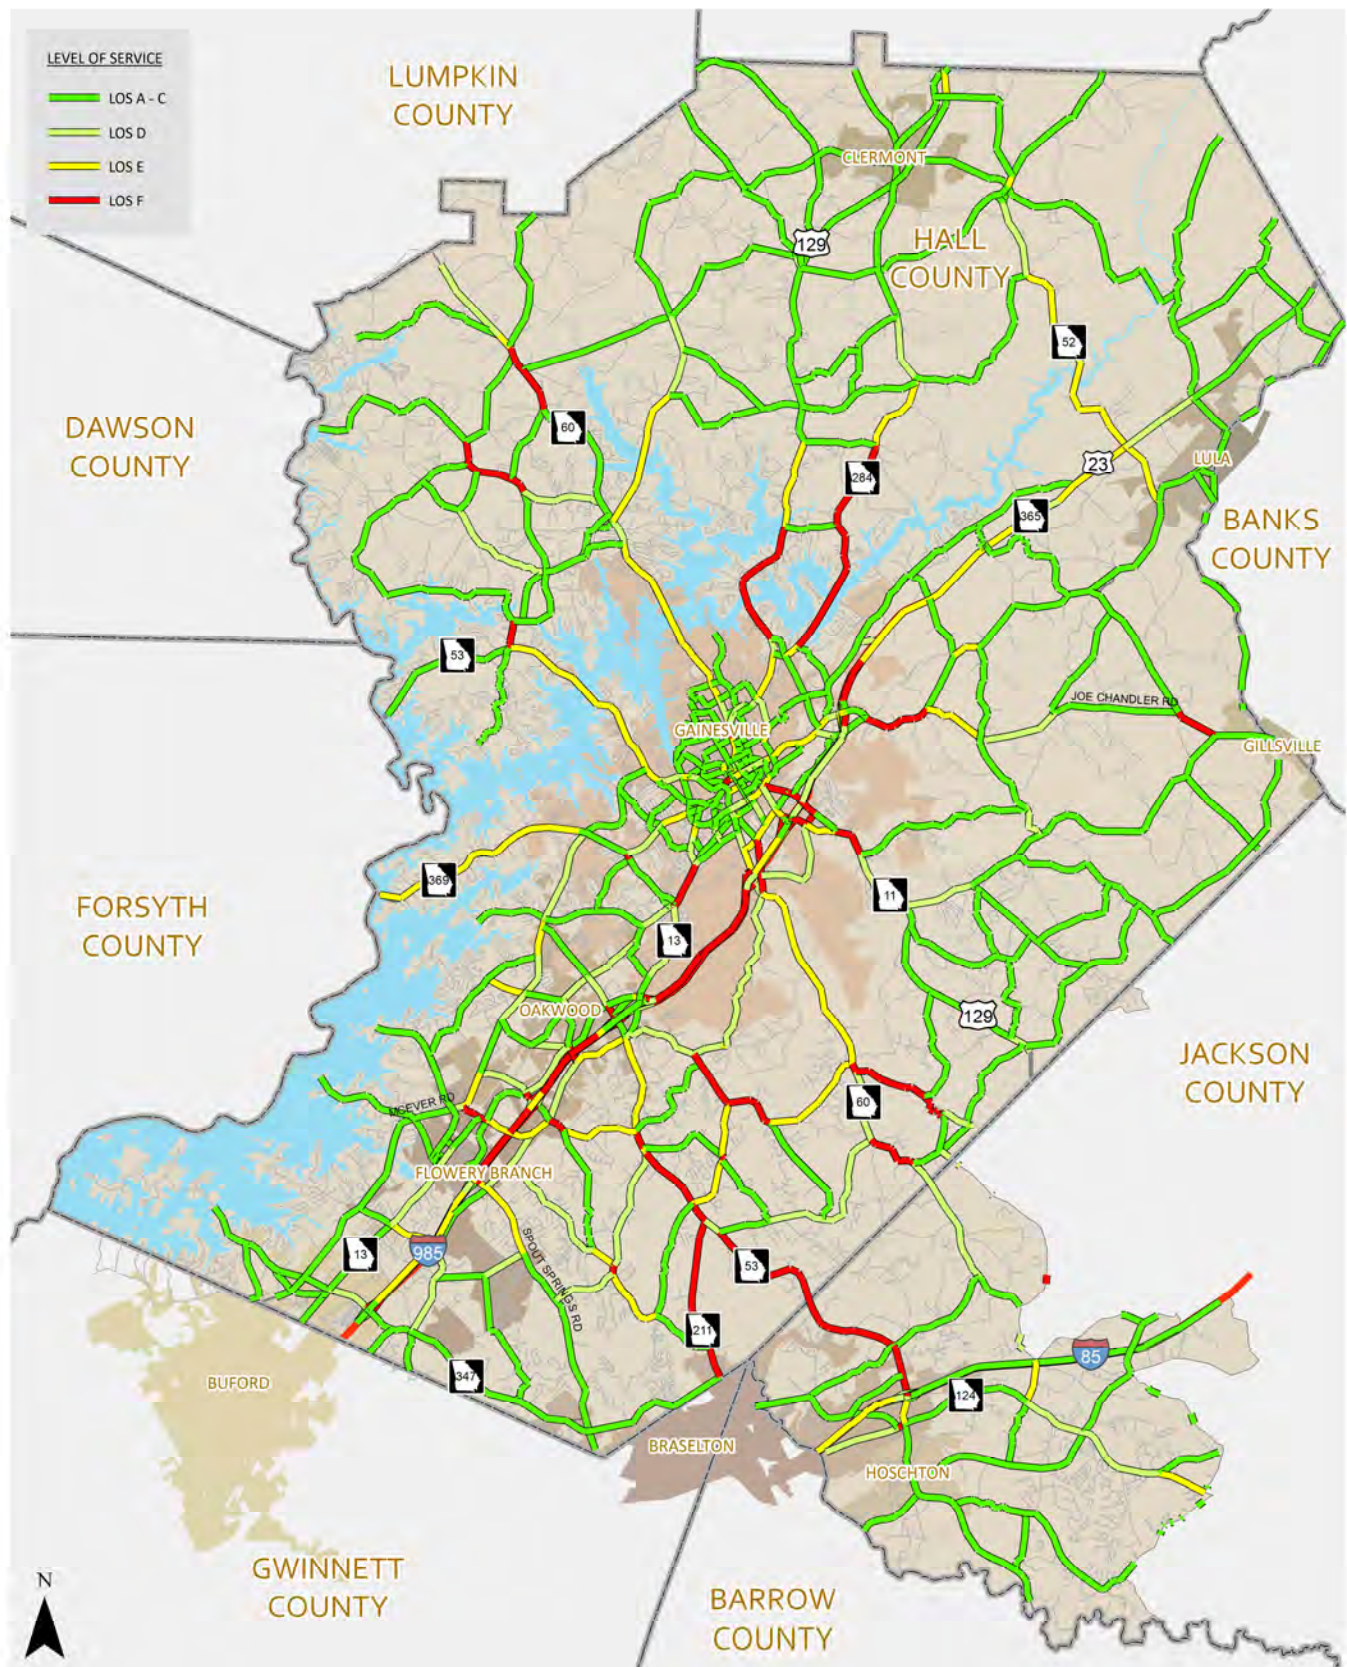 LEVEL OF SERVICE
LOS A - C
LOS D
LOS E
LOS F
LUMPKIN
COUNTY
CLERMONT
129
HALL
COUNTY
52
DAWSON
COUNTY
60
23
LULA
284
365
BANKS
COUNTY
53
JOE CHANDLER RD
GAINESVILLE
GILLSVILLE
369
11
FORSYTH
COUNTY
13
OAKWOOD
129
JACKSON
COUNTY
MCEVER RD
60
FLOWERY BRANCH
SPOUT SPRINGS RD
13
985
53
211
85
BUFORD
347
124
BRASELTON
HOSCHTON
GWINNETT
COUNTY
N
BARROW
COUNTY